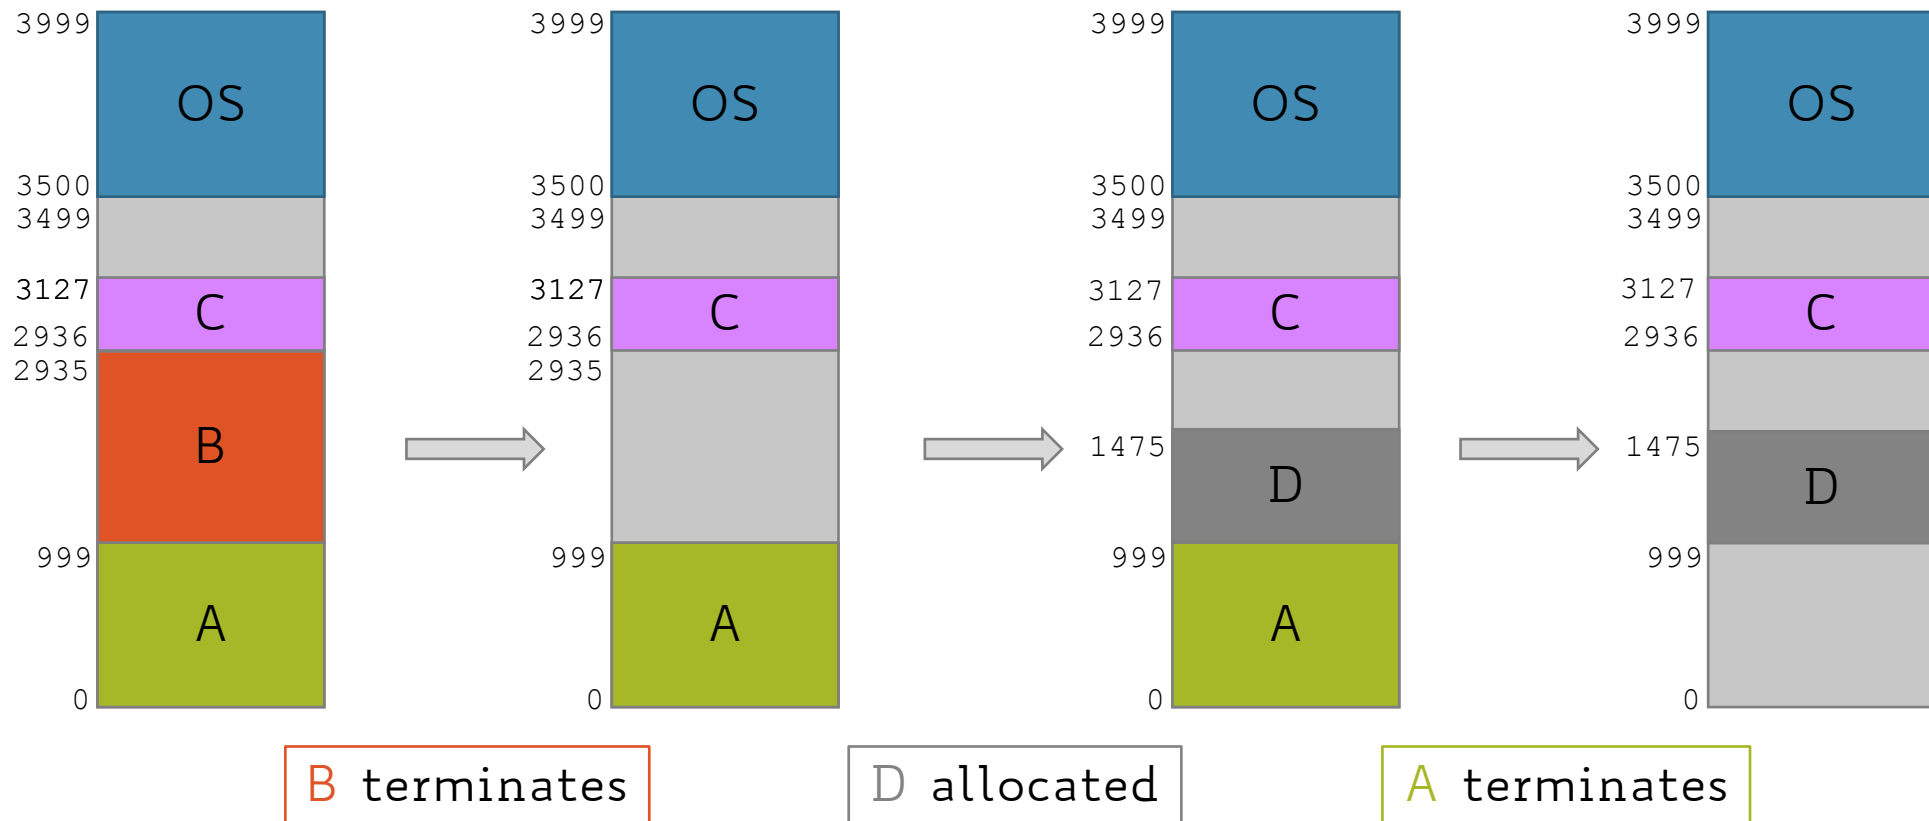 3999 OS 3999 OS 3999 OS 3999 OS
3500 3500 3500 3500
3499 3499 3499 3499
3127 C 3127 C 3127 C 3127 C
2936 2936 2936 2936
2935 2935
B 1475 D 1475 D
999 999 999 999
A A A
0 0 0 0
B terminates D allocated A terminates